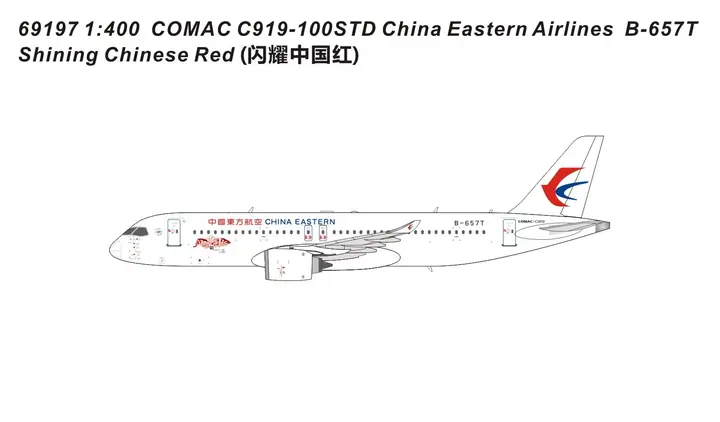 69197 1:400 COMAC C919-100STD China Eastern Airlines B-657T
Shining Chinese Red (闪耀中国红)
中國東方航空 CHINA EASTERN
B-657T
COMAC C919